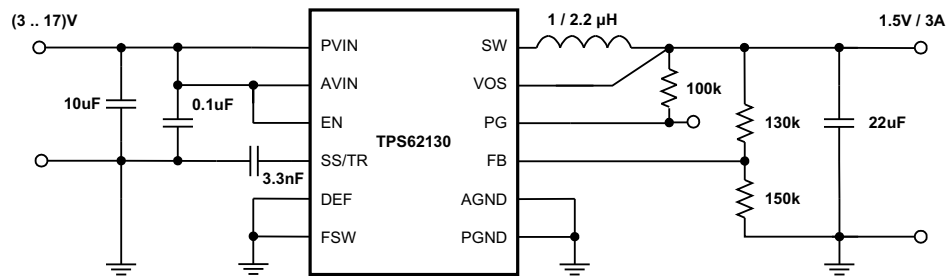 (3 .. 17)V
1 / 2.2 µH
1.5V / 3A
PVIN
SW
AVIN
VOS
10uF
0.1uF
100k
EN
PG
TPS62130
130k
22uF
SS/TR
FB
3.3nF
DEF
AGND
150k
FSW
PGND